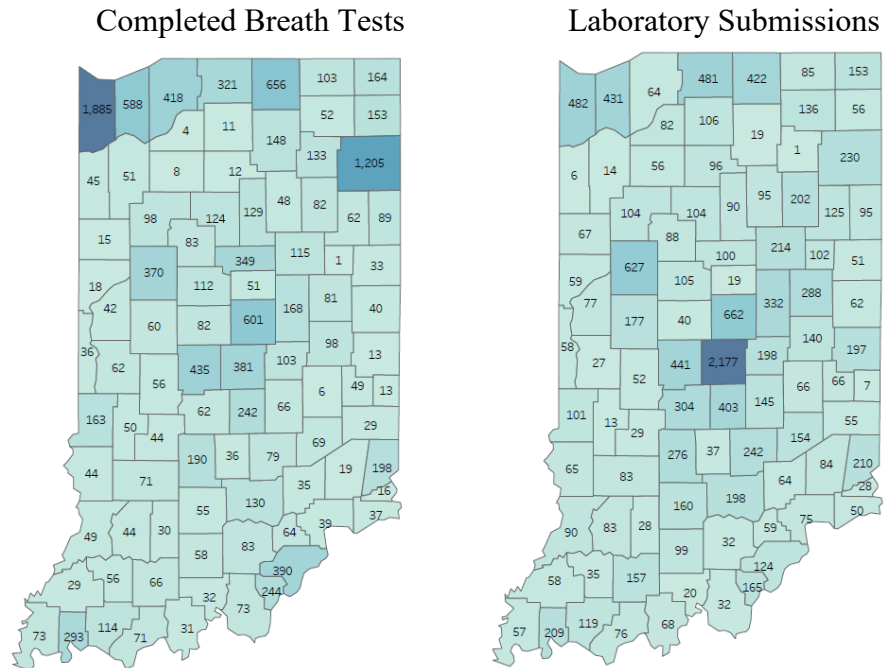 Completed Breath Tests
1,885 588 418 321 656 103 164
4 11 52 153
148 133 1,205
45 51 8 12
48 82 62 89
98 124 129
15 83
349 115 1 33
370 112 51
18 42 168 81 40
60 82 601
36 62 98 13
56 435 381 103
6 49 13
163 50 44 62 242 66 29
69
44 71 190 36 79 19 198
35 16
130 37
55 39
49 44 30 64
58 83
390
29 56 66 244
32
73 293 114 71 31 73
Laboratory Submissions
482 431 64 481 422 85 153
82 106 136 56
19 1 230
6 14 56 96
95 202 125 95
104 104 90
67 88
100 214 102 51
627 105 19
59 77 332 288 62
177 40 662
58 27 140 197
52 441 2,177 198
66 66 7
101 13 29 304 403 145 55
154
65 83 276 37 242 84 210
64 28
160 198 50
75
90 83 28 59
99 32
124
58 35 157 165
20
57 209 119 76 68 32